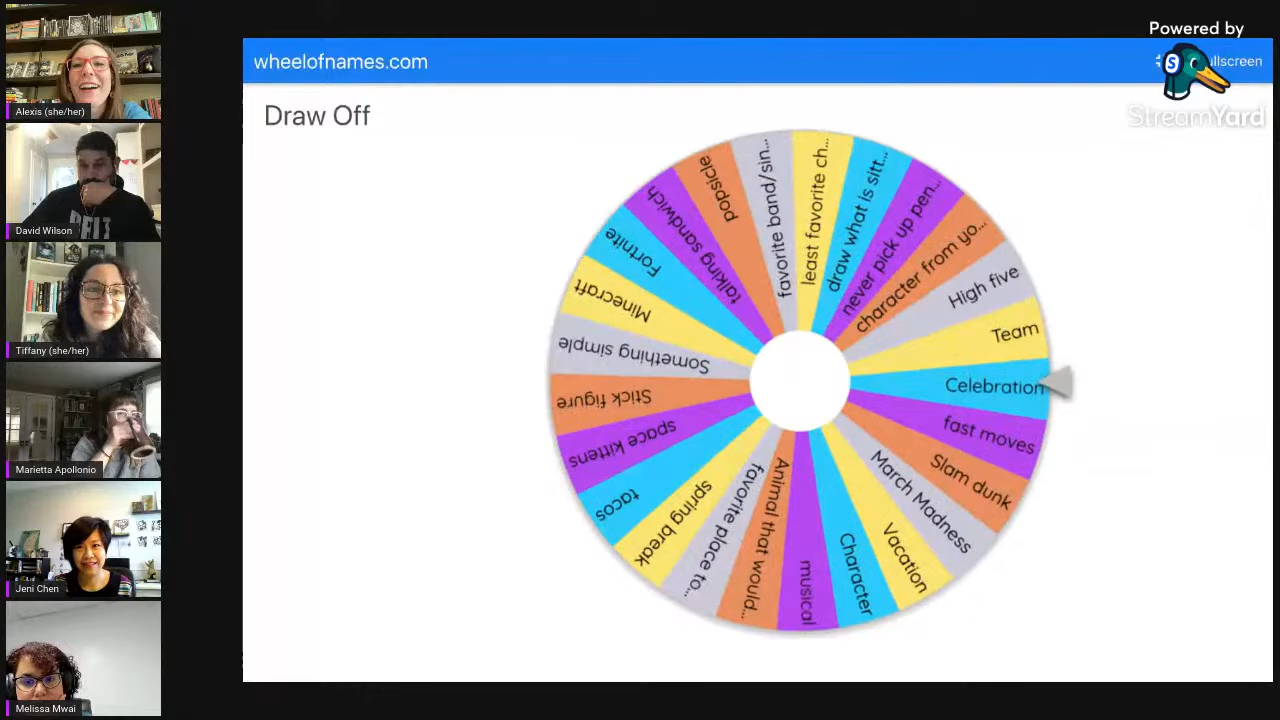 Powered by
StreamYard
wheelofnames.com
Draw Off
popsicle
favorite band/sin...
least favorite ch...
draw what is sitt...
never pick up pen...
character from yo...
High five
Team
Celebration
fast moves
Slam dunk
March Madness
Vacation
Character
musical
Animal that would...
favorite place to...
spring break
tacos
space kittens
Stick figure
Something simple
Minecraft
Fortnite
talking sandwich
Alexis (she/her)
David Wilson
Tiffany (she/her)
Marietta Apollonio
Jeni Chen
Melissa Mwai